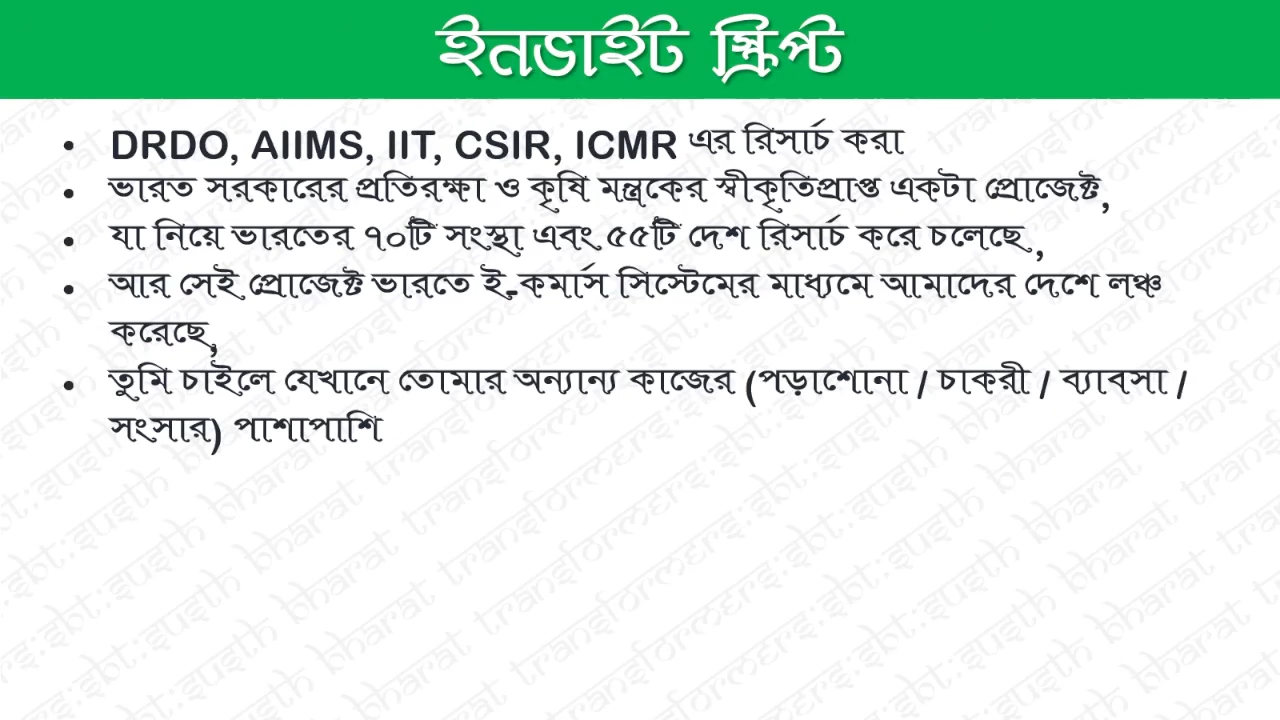 ইনভাইট স্ক্রিপ্ট
• DRDO, AIIMS, IIT, CSIR, ICMR এর রিসার্চ করা
• ভারত সরকারের প্রতিরক্ষা ও কৃষি মন্ত্রকের স্বীকৃতিপ্রাপ্ত একটা প্রোজেক্ট,
• যা নিয়ে ভারতের ৭০টি সংস্থা এবং ৫৫টি দেশ রিসার্চ করে চলেছে ,
• আর সেই প্রোজেক্ট ভারতে ই-কমার্স সিস্টেমের মাধ্যমে আমাদের দেশে লঞ্চ
করেছে,
• তুমি চাইলে যেখানে তোমার অন্যান্য কাজের (পড়াশোনা / চাকরী / ব্যাবসা /
সংসার) পাশাপাশি